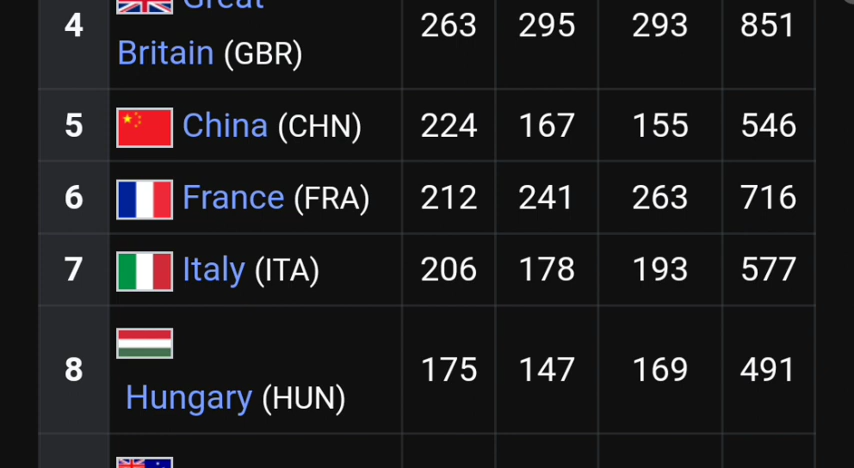 4 Great Britain (GBR) 263 295 293 851
5 China (CHN) 224 167 155 546
6 France (FRA) 212 241 263 716
7 Italy (ITA) 206 178 193 577
8 Hungary (HUN) 175 147 169 491